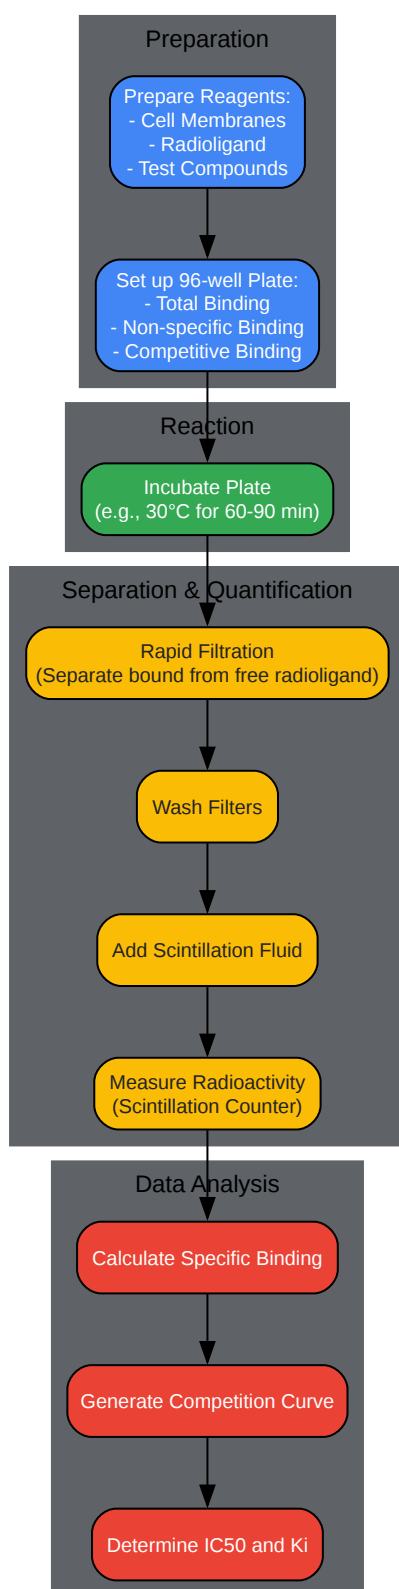 Preparation
Prepare Reagents:
- Cell Membranes
- Radioligand
- Test Compounds
Set up 96-well Plate:
- Total Binding
- Non-specific Binding
- Competitive Binding
Reaction
Incubate Plate
(e.g., 30°C for 60-90 min)
Separation & Quantification
Rapid Filtration
(Separate bound from free radioligand)
Wash Filters
Add Scintillation Fluid
Measure Radioactivity
(Scintillation Counter)
Data Analysis
Calculate Specific Binding
Generate Competition Curve
Determine IC50 and Ki